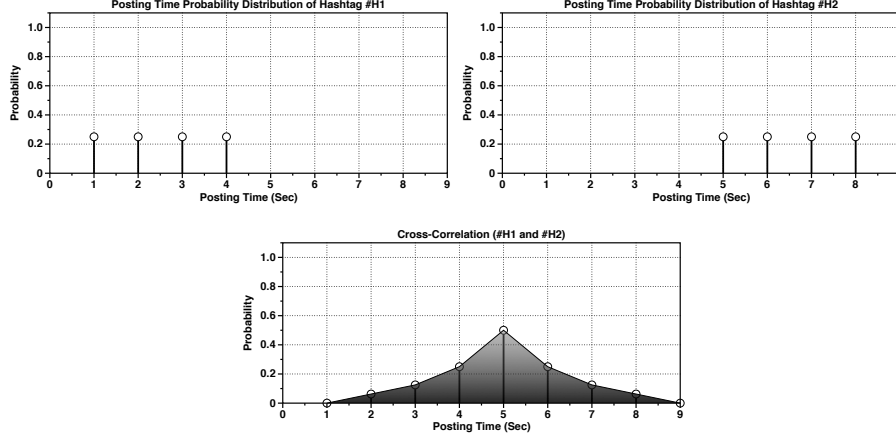 Posting Time Probability Distribution of Hashtag #H1
1.0
0.8
0.6
0.4
0.2
0
Probability
0 1 2 3 4 5 6 7 8 9
Posting Time (Sec)
Posting Time Probability Distribution of Hashtag #H2
1.0
0.8
0.6
0.4
0.2
0
Probability
0 1 2 3 4 5 6 7 8
Posting Time (Sec)
Cross-Correlation (#H1 and #H2)
1.0
0.8
0.6
0.4
0.2
0
Probability
0 1 2 3 4 5 6 7 8 9
Posting Time (Sec)